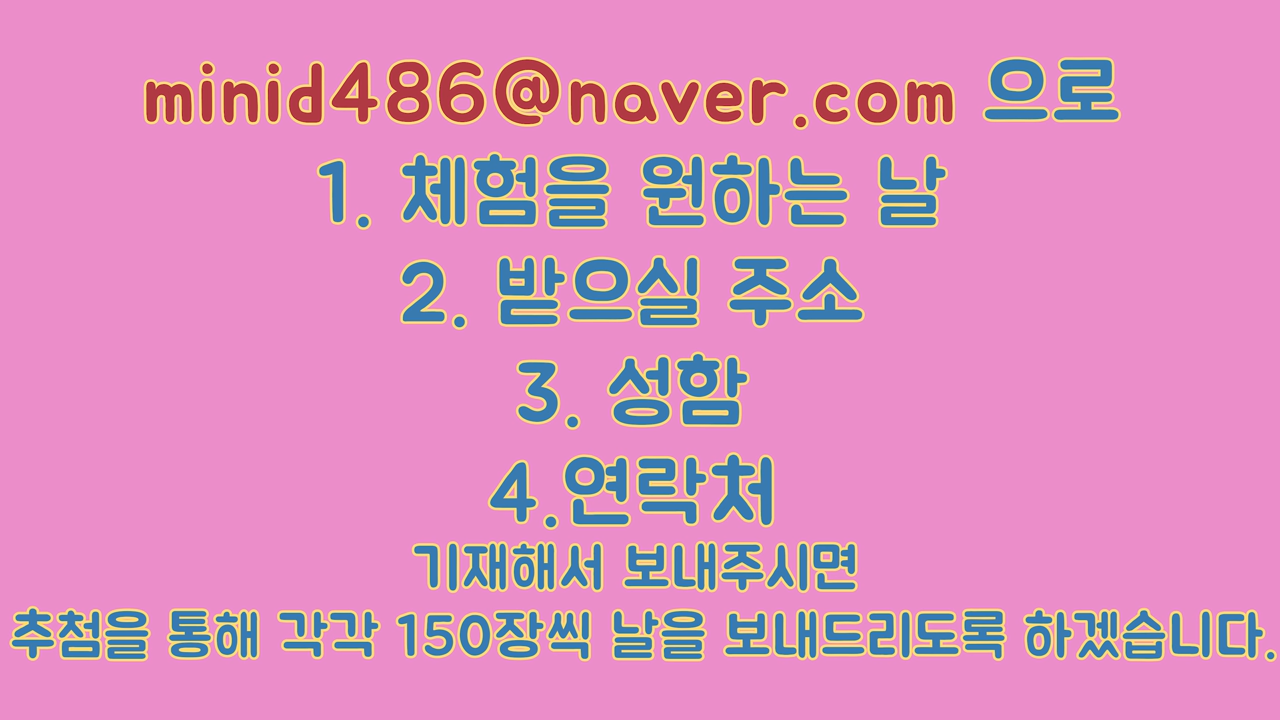 minid486@naver.com 으로
1. 체험을 원하는 날
2. 받으실 주소
3. 성함
4.연락처
기재해서 보내주시면
추첨을 통해 각각 150장씩 날을 보내드리도록 하겠습니다.